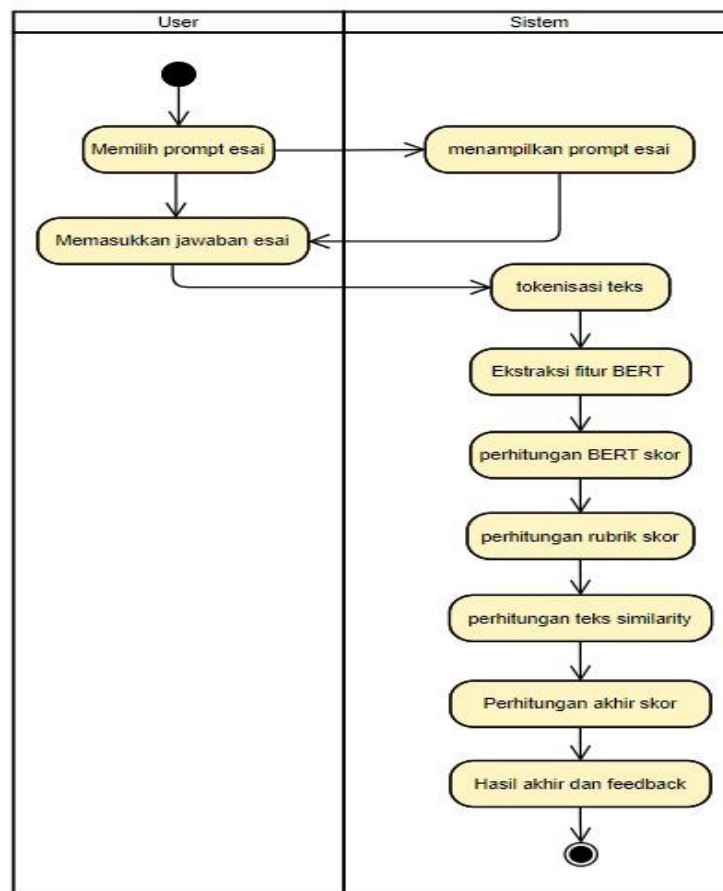 User
Sistem
Memilih prompt esai
menampilkan prompt esai
Memasukkan jawaban esai
tokenisasi teks
Ekstraksi fitur BERT
perhitungan BERT skor
perhitungan rubrik skor
perhitungan teks similarity
Perhitungan akhir skor
Hasil akhir dan feedback